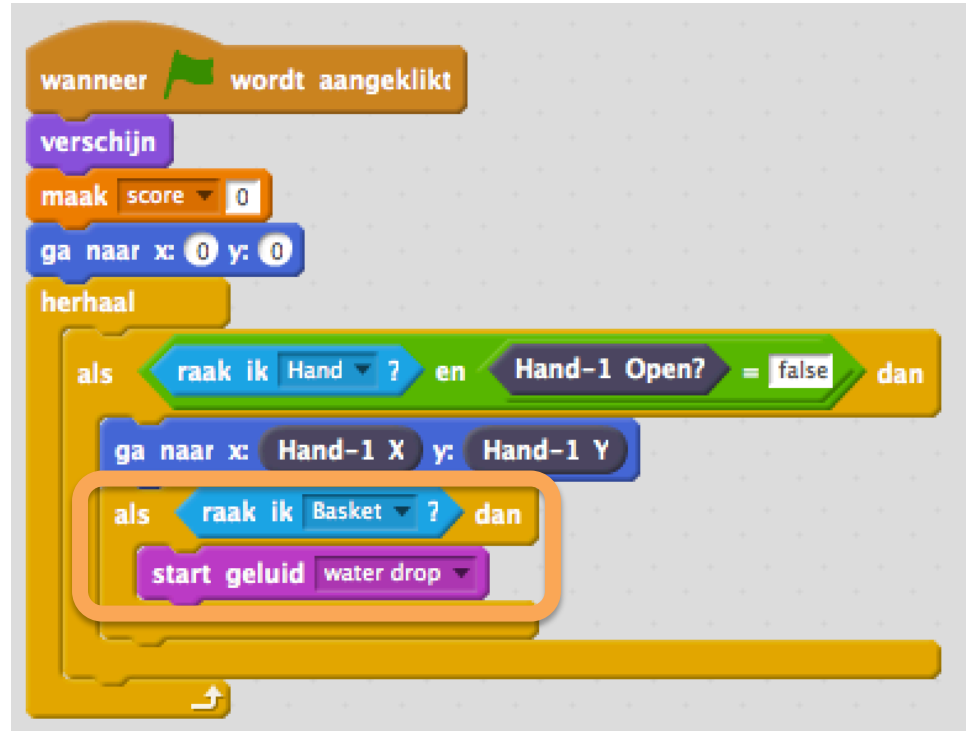 wanneer wordt aangeklikt
verschijn
maak score 0
ga naar x: 0 y: 0
herhaal
als raak ik Hand ? en Hand-1 Open? = false dan
ga naar x: Hand-1 X y: Hand-1 Y
als raak ik Basket ? dan
start geluid water drop